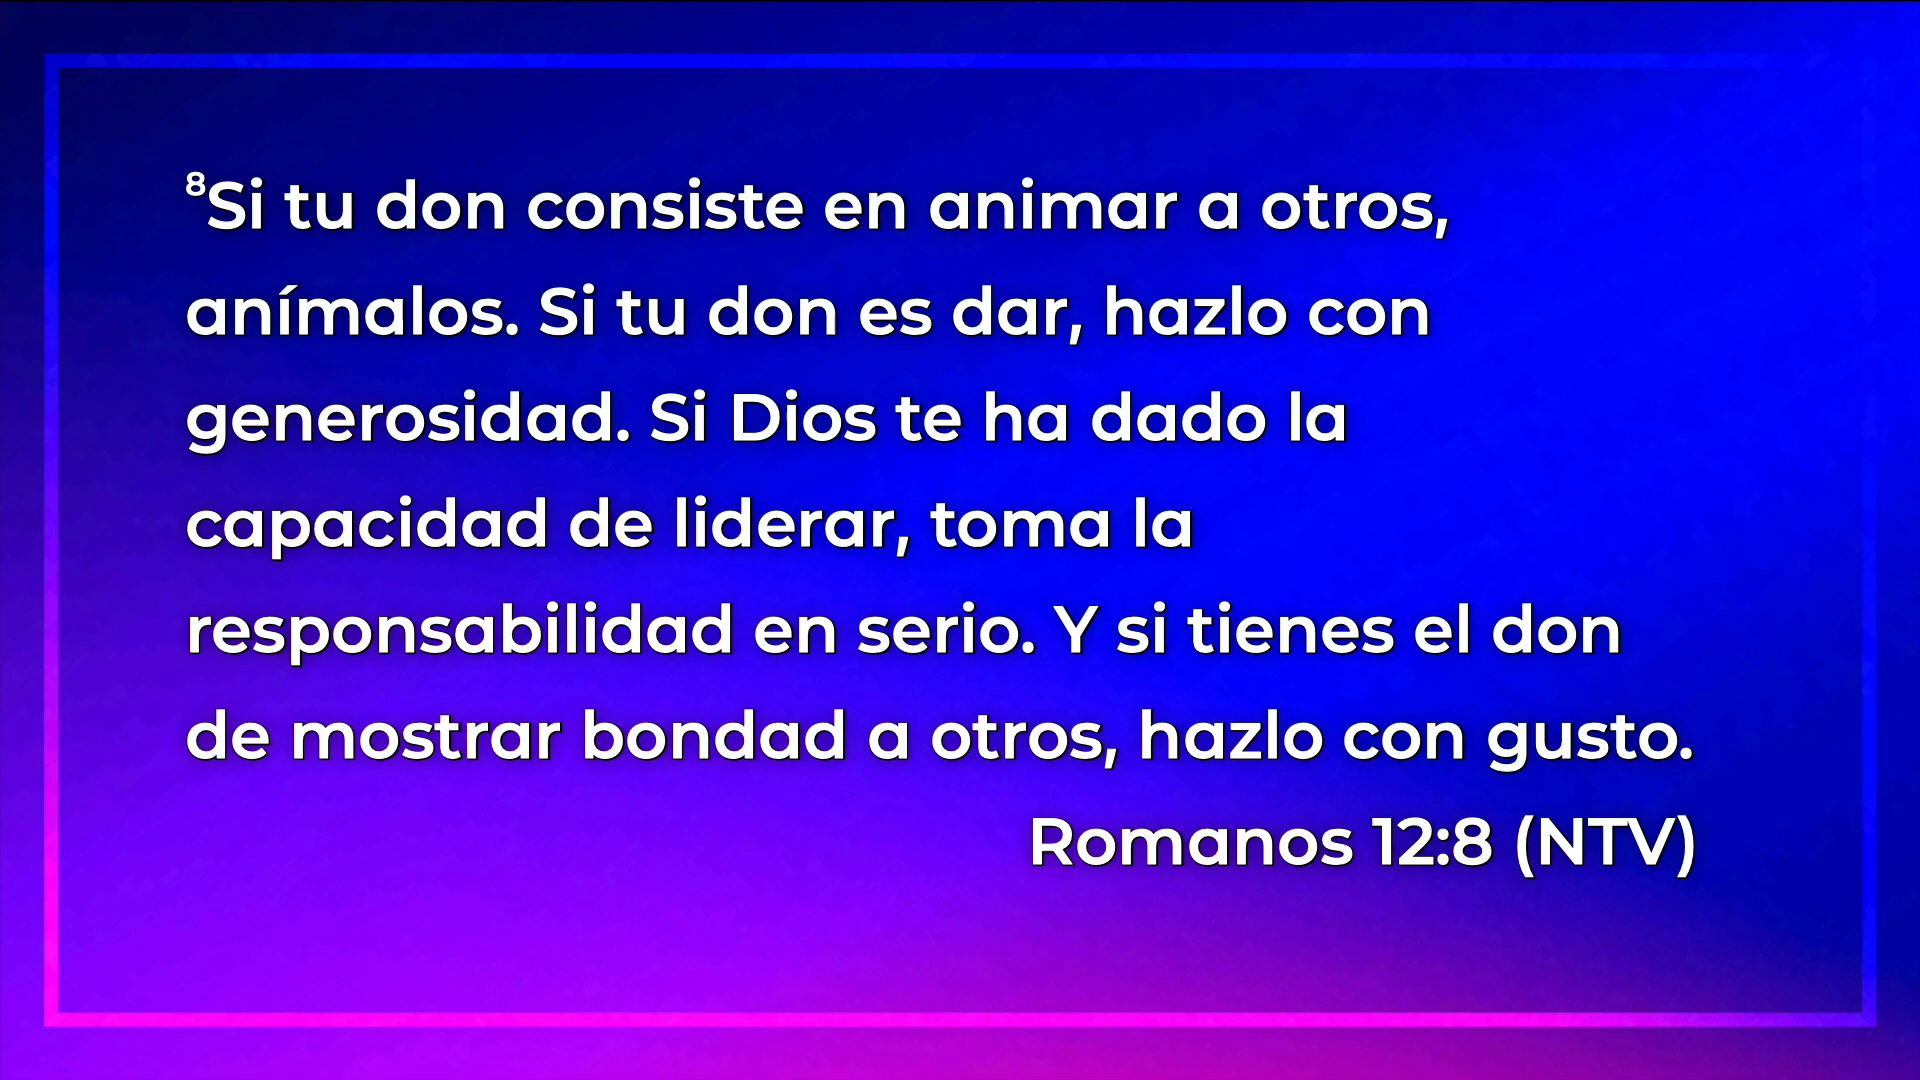 ⁸Si tu don consiste en animar a otros,
anímalos. Si tu don es dar, hazlo con
generosidad. Si Dios te ha dado la
capacidad de liderar, toma la
responsabilidad en serio. Y si tienes el don
de mostrar bondad a otros, hazlo con gusto.
Romanos 12:8 (NTV)